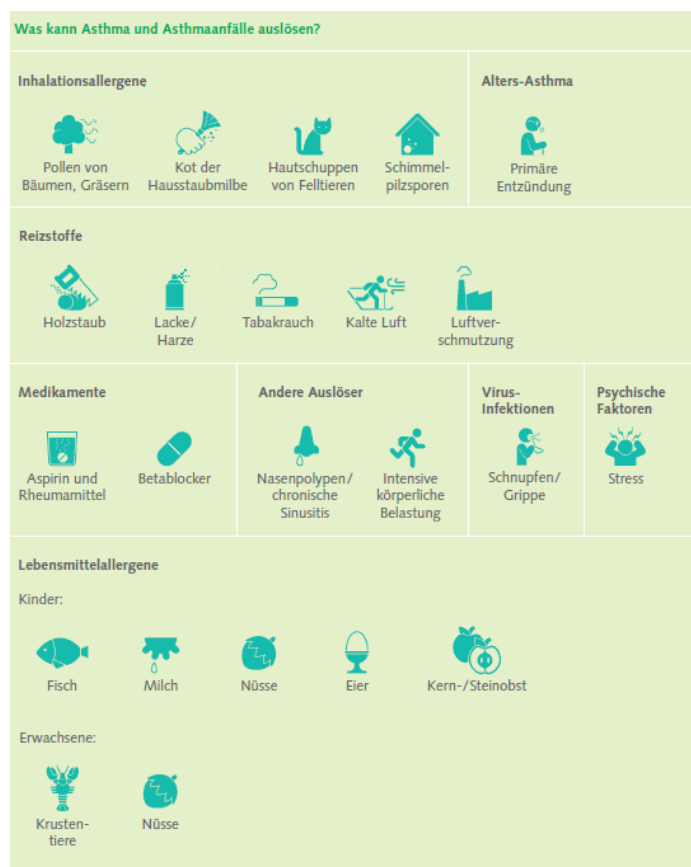 Was kann Asthma und Asthmaanfälle auslösen?
Inhalationsallergene
Pollen von
Bäumen, Gräsern
Kot der
Hausstaubmilbe
Hautschuppen
von Felltieren
Schimmel-
pilzsporen
Alters-Asthma
Primäre
Entzündung
Reizstoffe
Holzstaub
Lacke/
Harze
Tabakrauch
Kalte Luft
Luftver-
schmutzung
Medikamente
Aspirin und
Rheumamittel
Betablocker
Andere Auslöser
Nasenpolypen/
chronische
Sinusitis
Intensive
körperliche
Belastung
Virus-
Infektionen
Schnupfen/
Grippe
Psychische
Faktoren
Stress
Lebensmittelallergene
Kinder:
Fisch
Milch
Nüsse
Eier
Kern-/Steinobst
Erwachsene:
Krusten-
tiere
Nüsse